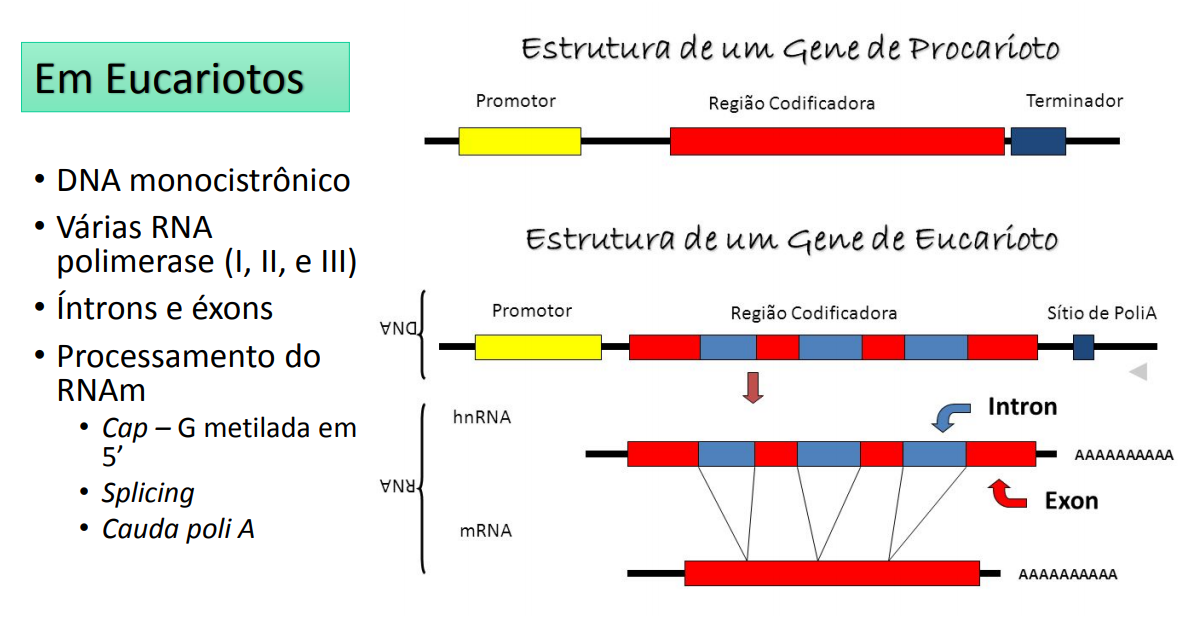 Em Eucariotos
• DNA monocistrônico
• Várias RNA
polimerase (I, II, e III)
• Íntrons e éxons
• Processamento do
RNAm
• Cap – G metilada em
5’
• Splicing
• Cauda poli A
Estrutura de um Gene de Procarioto
Promotor
Região Codificadora
Terminador
Estrutura de um Gene de Eucarioto
DNA
Promotor
Região Codificadora
Sítio de PoliA
RNA
hnRNA
Intron
AAAAAAAAAA
Exon
mRNA
AAAAAAAAAA